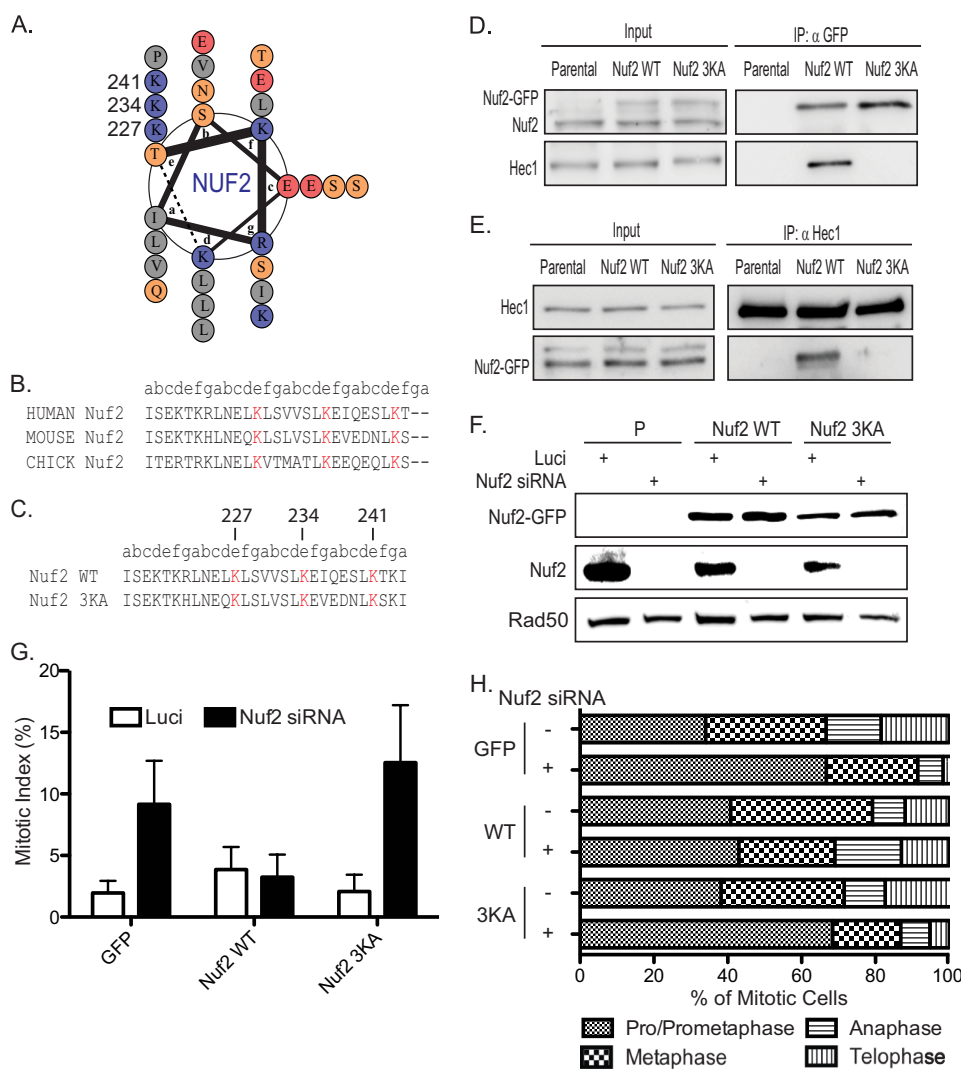 A.
P K K K T
241
234
227
E V N S
T E L K
E E S S
I L V Q
K L L L
R S I K
a b c d e f g
NUF2
B.
abcdefgabcdefgabcdefgabcdefga
HUMAN Nuf2 ISEKTKRLNELKLSVVSLKEIQESLKT--
MOUSE Nuf2 ISEKTKHLNEQKLSLVSLKEVEDNLKS--
CHICK Nuf2 ITERTRKLNELKVTMATLKEEQEQLKS--
C.
227 234 241
abcdefgabcdefgabcdefgabcdefga
Nuf2 WT ISEKTKRLNELKLSVVSLKEIQESLKTKI
Nuf2 3KA ISEKTKHLNEQKLSLVSLKEVEDNLKSKI
D.
Input IP: α GFP
Parental Nuf2 WT Nuf2 3KA Parental Nuf2 WT Nuf2 3KA
Nuf2-GFP
Nuf2
Hec1
E.
Input IP: α Hec1
Parental Nuf2 WT Nuf2 3KA Parental Nuf2 WT Nuf2 3KA
Hec1
Nuf2-GFP
F.
P Nuf2 WT Nuf2 3KA
Luci + + +
Nuf2 siRNA + + +
Nuf2-GFP
Nuf2
Rad50
G.
Mitotic Index (%)
20
15
10
5
0
Luci Nuf2 siRNA
GFP Nuf2 WT Nuf2 3KA
H.
Nuf2 siRNA
GFP - +
WT - +
3KA - +
0 20 40 60 80 100
% of Mitotic Cells
Pro/Prometaphase Anaphase
Metaphase Telophase